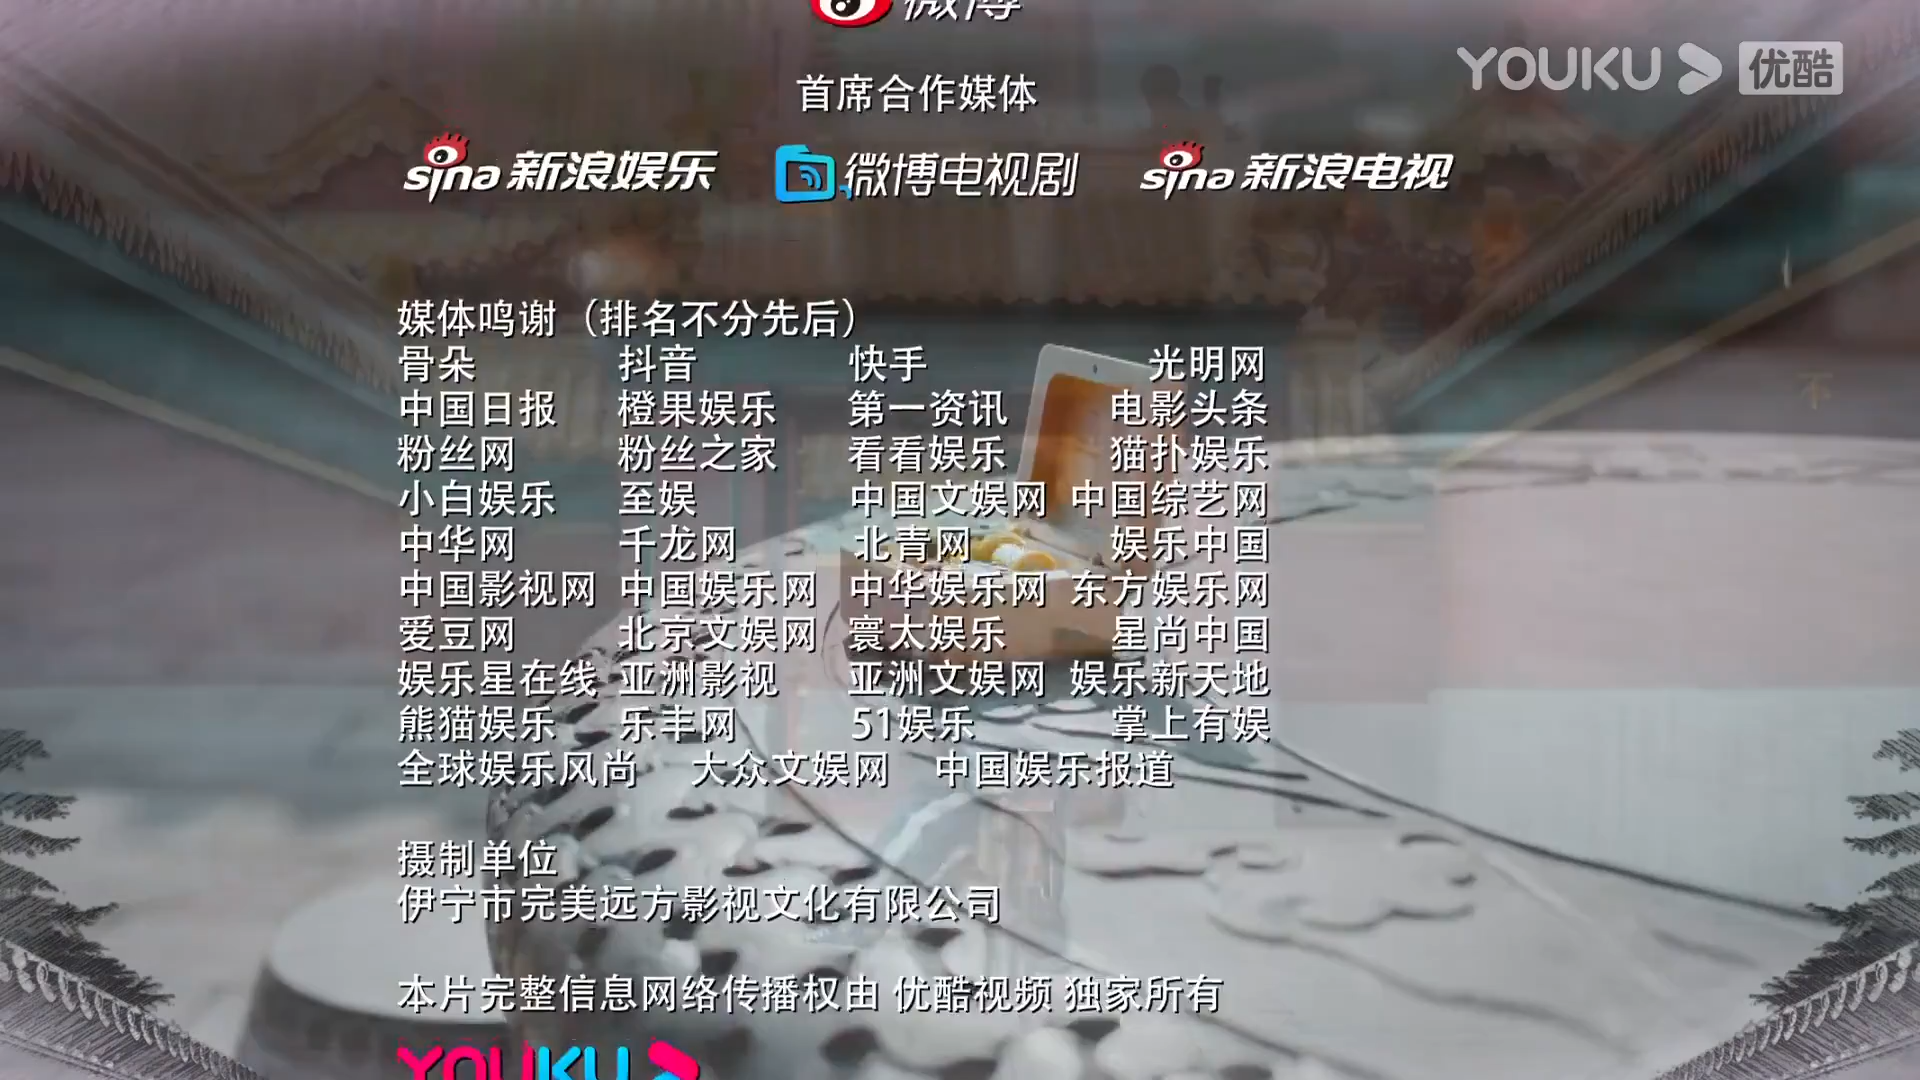 微博
YOUKU 优酷
首席合作媒体
sina 新浪娱乐 微博电视剧 sina 新浪电视
媒体鸣谢（排名不分先后）
骨朵 抖音 快手 光明网
中国日报 橙果娱乐 第一资讯 电影头条
粉丝网 粉丝之家 看看娱乐 猫扑娱乐
小白娱乐 至娱 中国文娱网 中国综艺网
中华网 千龙网 北青网 娱乐中国
中国影视网 中国娱乐网 中华娱乐网 东方娱乐网
爱豆网 北京文娱网 寰太娱乐 星尚中国
娱乐星在线 亚洲影视 亚洲文娱网 娱乐新天地
熊猫娱乐 乐丰网 51娱乐 掌上有娱
全球娱乐风尚 大众文娱网 中国娱乐报道
摄制单位
伊宁市完美远方影视文化有限公司
本片完整信息网络传播权由 优酷视频 独家所有
YOUKU